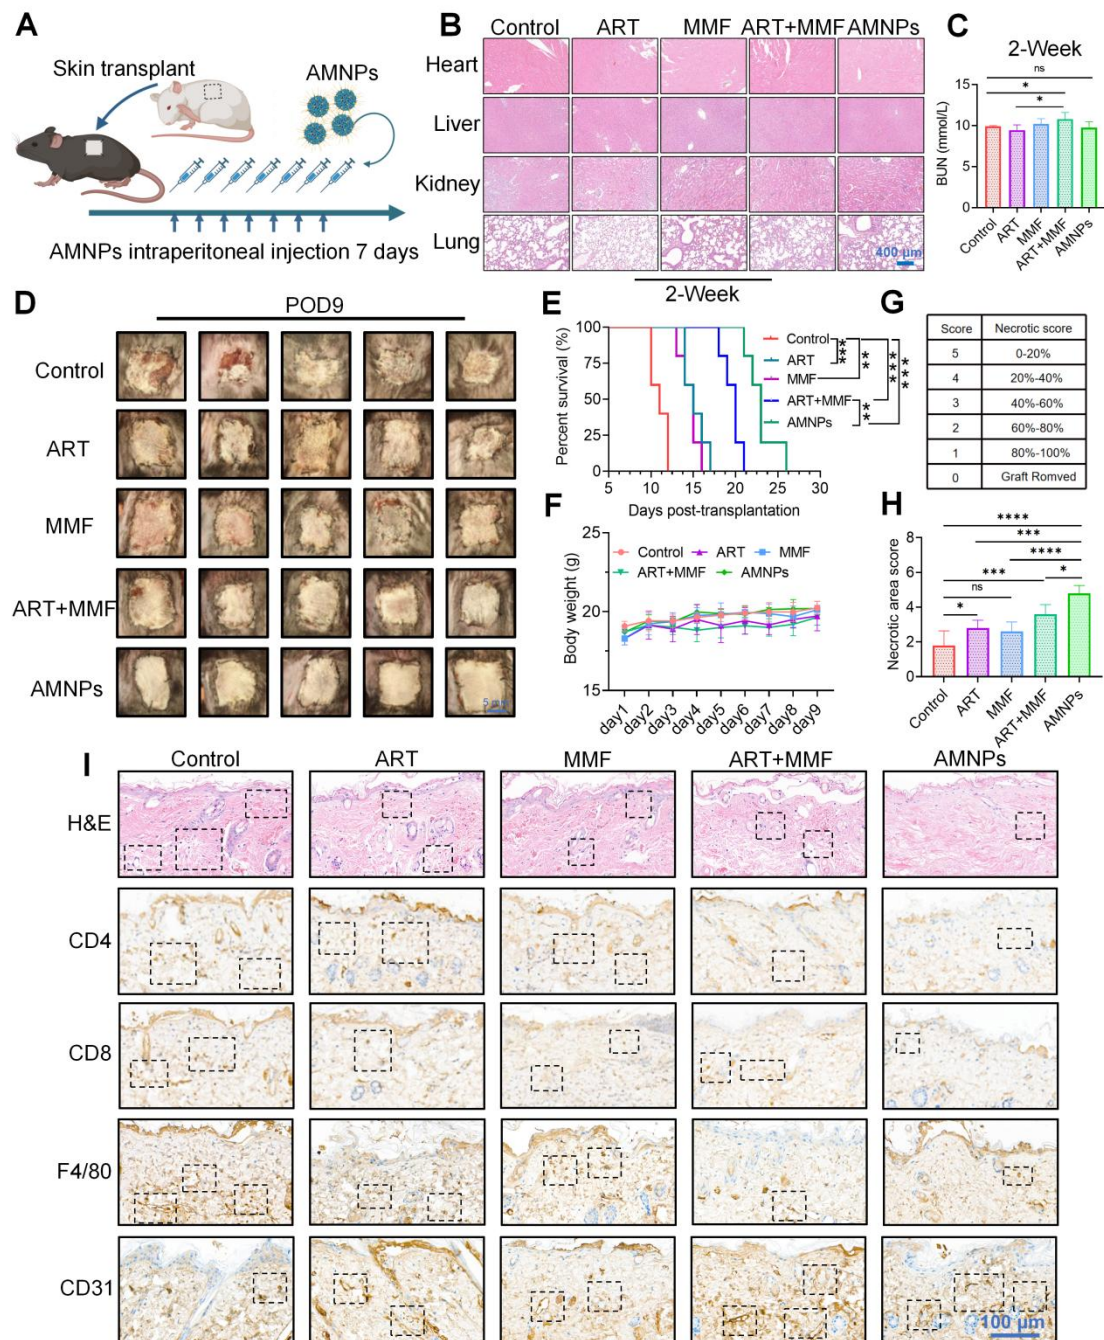 A
Skin transplant
AMNPs
AMNPs intraperitoneal injection 7 days
B
Control ART MMF ART+MMF AMNPs
Heart
Liver
Kidney
Lung
400 μm
2-Week
C
2-Week
ns
*
*
BUN (mmol/L)
15
10
5
0
Control ART MMF ART+MMF AMNPs
D
POD9
Control
ART
MMF
ART+MMF
AMNPs
5 mm
E
Percent survival (%)
100
75
50
25
0
5 10 15 20 25 30
Days post-transplantation
Control
ART
MMF
ART+MMF
AMNPs
*** ** *** ***
**
F
Body weight (g)
25
20
15
Control ART MMF
ART+MMF AMNPs
day1 day2 day3 day4 day5 day6 day7 day8 day9
G
Score Necrotic score
5 0-20%
4 20%-40%
3 40%-60%
2 60%-80%
1 80%-100%
0 Graft Romved
H
****
***
****
*** *
ns
*
Necrotic area score
8
6
4
2
0
Control ART MMF ART+MMF AMNPs
I
Control ART MMF ART+MMF AMNPs
H&E
CD4
CD8
F4/80
CD31
100 μm